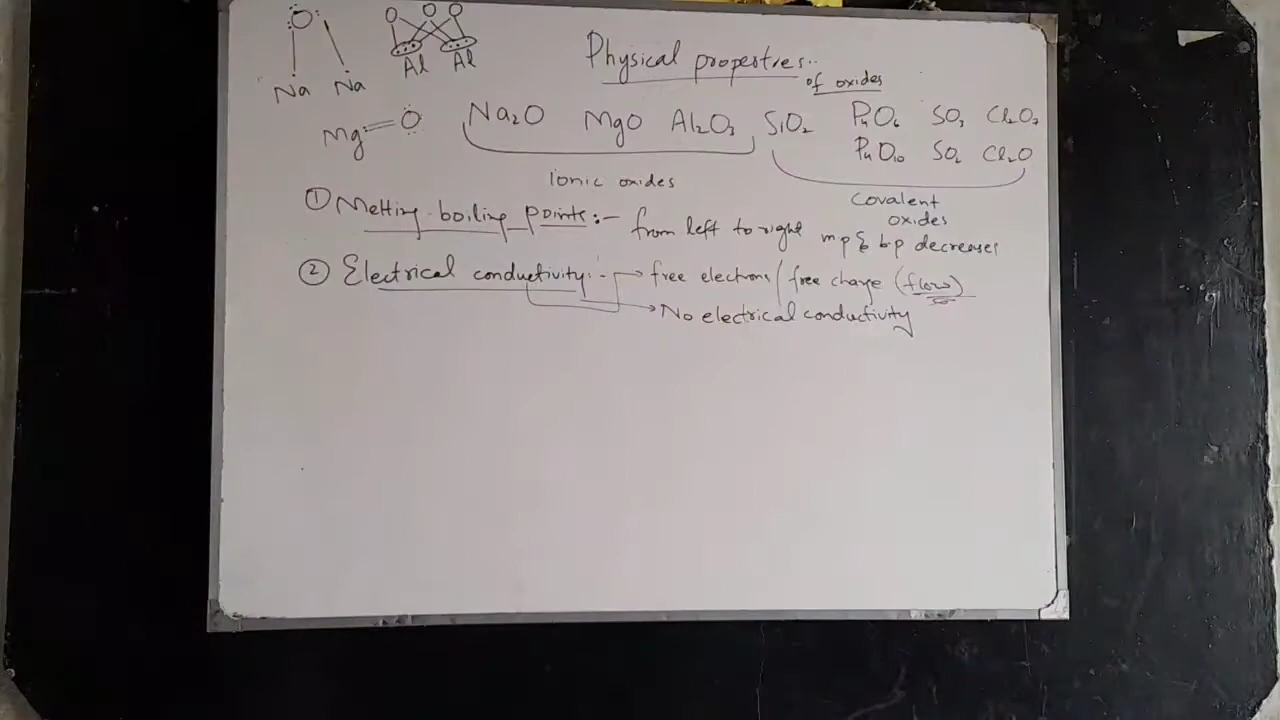 O
Na Na
Al Al
Physical propestres..
of oxides
Mg=O
Na₂O MgO Al₂O₃ SiO₂ P₄O₆ SO₃ Cl₂O₇
P₄O₁₀ SO₂ Cl₂O
Ionic oxides
Covalent
oxides
① Melting boiling points:- from left to right mp & bp decreases
② Electrical conductivity:- → free electrons / free charge (flow)
→ No electrical conductivity